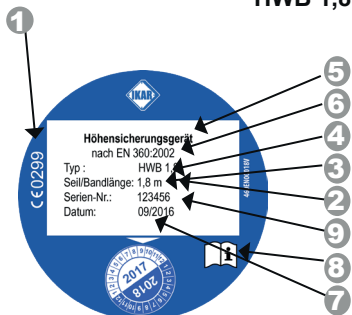 HWB 1,8
1
IKAR
5
6
4
3
2
9
8
7
Höhensicherungsgerät
nach EN 360:2002
Typ : HWB 1,8
Seil/Bandlänge: 1,8 m
Serien-Nr.: 123456
Datum: 09/2016
CE0299
2017
2018
i